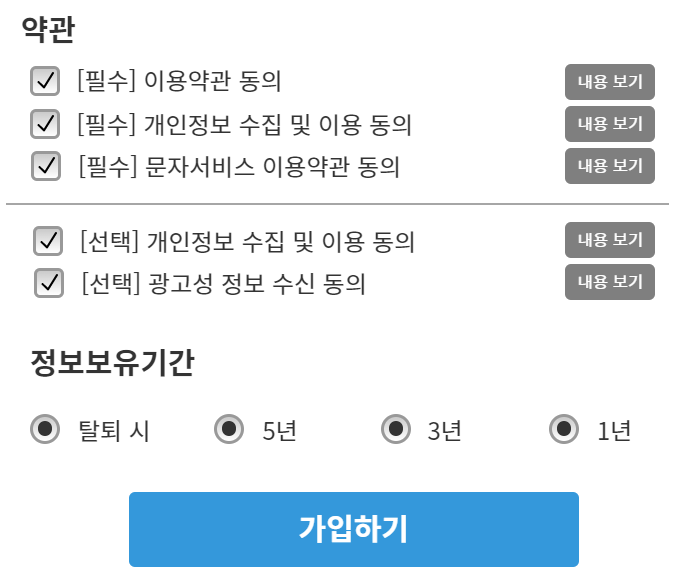 약관
[필수] 이용약관 동의 내용 보기
[필수] 개인정보 수집 및 이용 동의 내용 보기
[필수] 문자서비스 이용약관 동의 내용 보기
[선택] 개인정보 수집 및 이용 동의 내용 보기
[선택] 광고성 정보 수신 동의 내용 보기
정보보유기간
탈퇴 시 5년 3년 1년
가입하기